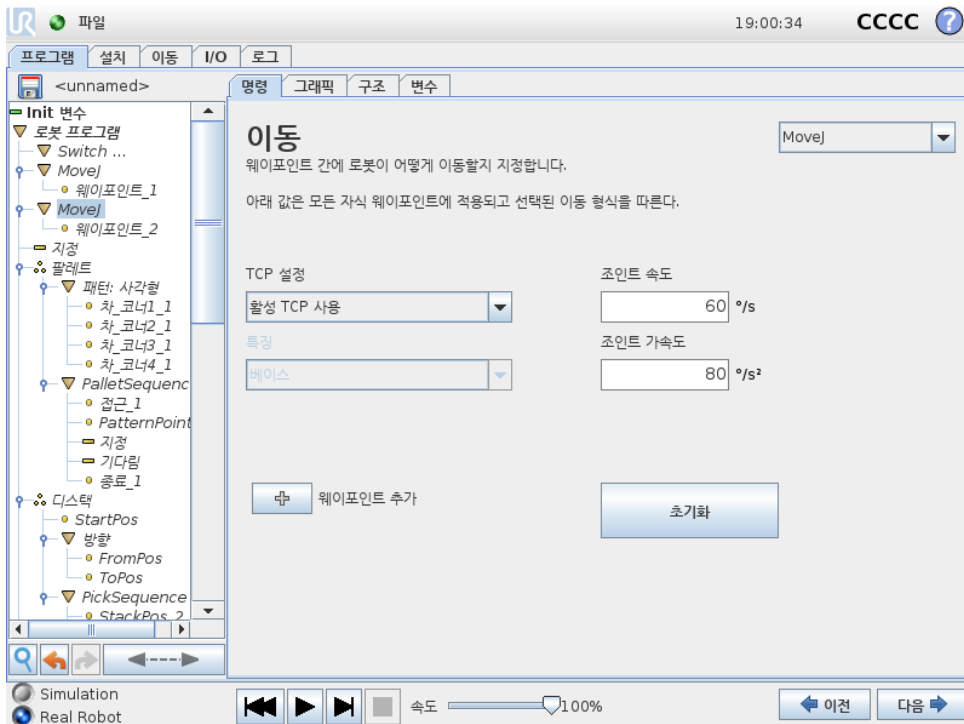 UR 파일 19:00:34 CCCC ?
프로그램 설치 이동 I/O 로그
<unnamed> 명령 그래픽 구조 변수
Init 변수
로봇 프로그램
Switch ...
MoveJ
웨이포인트_1
MoveJ
웨이포인트_2
지정
팔레트
패턴: 사각형
차_코너1_1
차_코너2_1
차_코너3_1
차_코너4_1
PalletSequenc
접근_1
PatternPoint
지정
기다림
종료_1
디스택
StartPos
방향
FromPos
ToPos
PickSequence
StackPos_2
이동 MoveJ
웨이포인트 간에 로봇이 어떻게 이동할지 지정합니다.
아래 값은 모든 자식 웨이포인트에 적용되고 선택된 이동 형식을 따른다.
TCP 설정 조인트 속도
활성 TCP 사용 60 °/s
특징 조인트 가속도
베이스 80 °/s²
웨이포인트 추가 초기화
Simulation
Real Robot
속도 100% 이전 다음